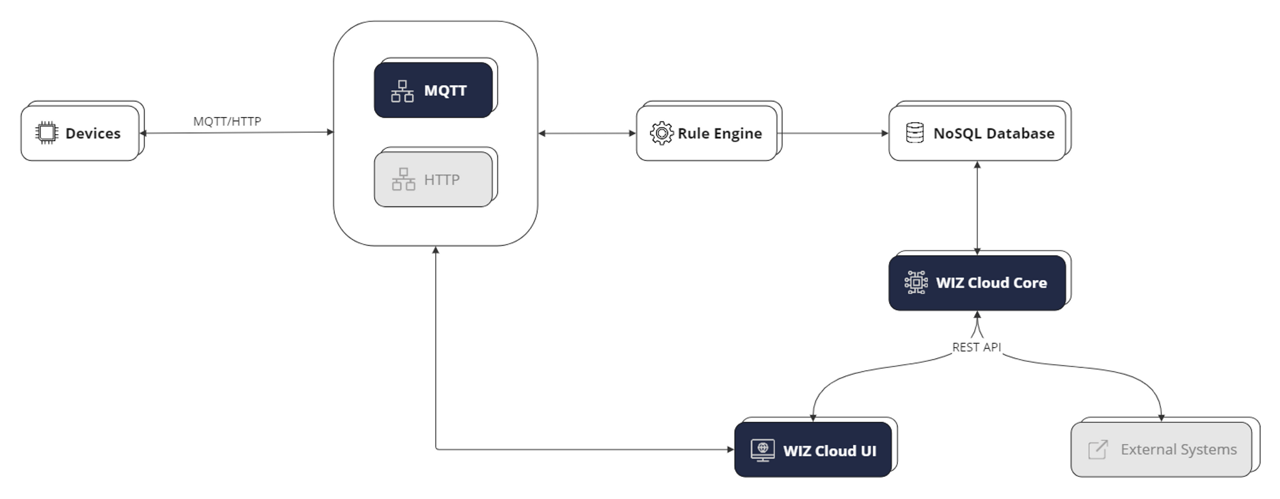 MQTT
MQTT/HTTP
Devices
Rule Engine
NoSQL Database
HTTP
WIZ Cloud Core
REST API
WIZ Cloud UI
External Systems